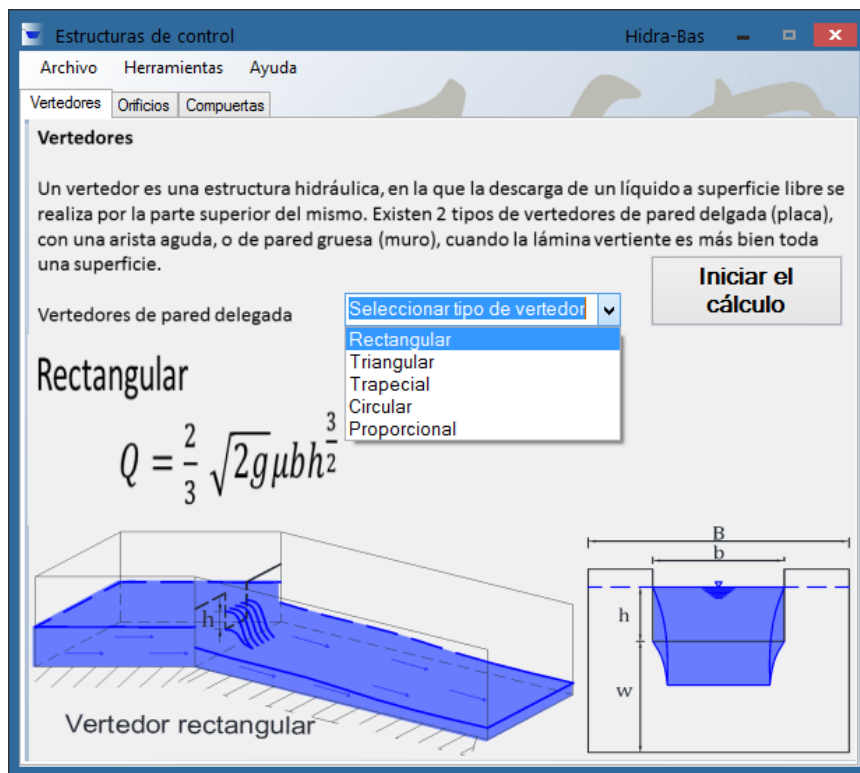 Estructuras de control Hidra-Bas
Archivo Herramientas Ayuda
Vertedores Orificios Compuertas
Vertedores
Un vertedor es una estructura hidráulica, en la que la descarga de un líquido a superficie libre se
realiza por la parte superior del mismo. Existen 2 tipos de vertedores de pared delgada (placa),
con una arista aguda, o de pared gruesa (muro), cuando la lámina vertiente es más bien toda
una superficie.
Iniciar el
cálculo
Vertedores de pared delegada
Seleccionar tipo de vertedor
Rectangular
Triangular
Trapecial
Circular
Proporcional
Rectangular
Q = 2/3 √2g μbh^3/2
h
Vertedor rectangular
B
b
h
w